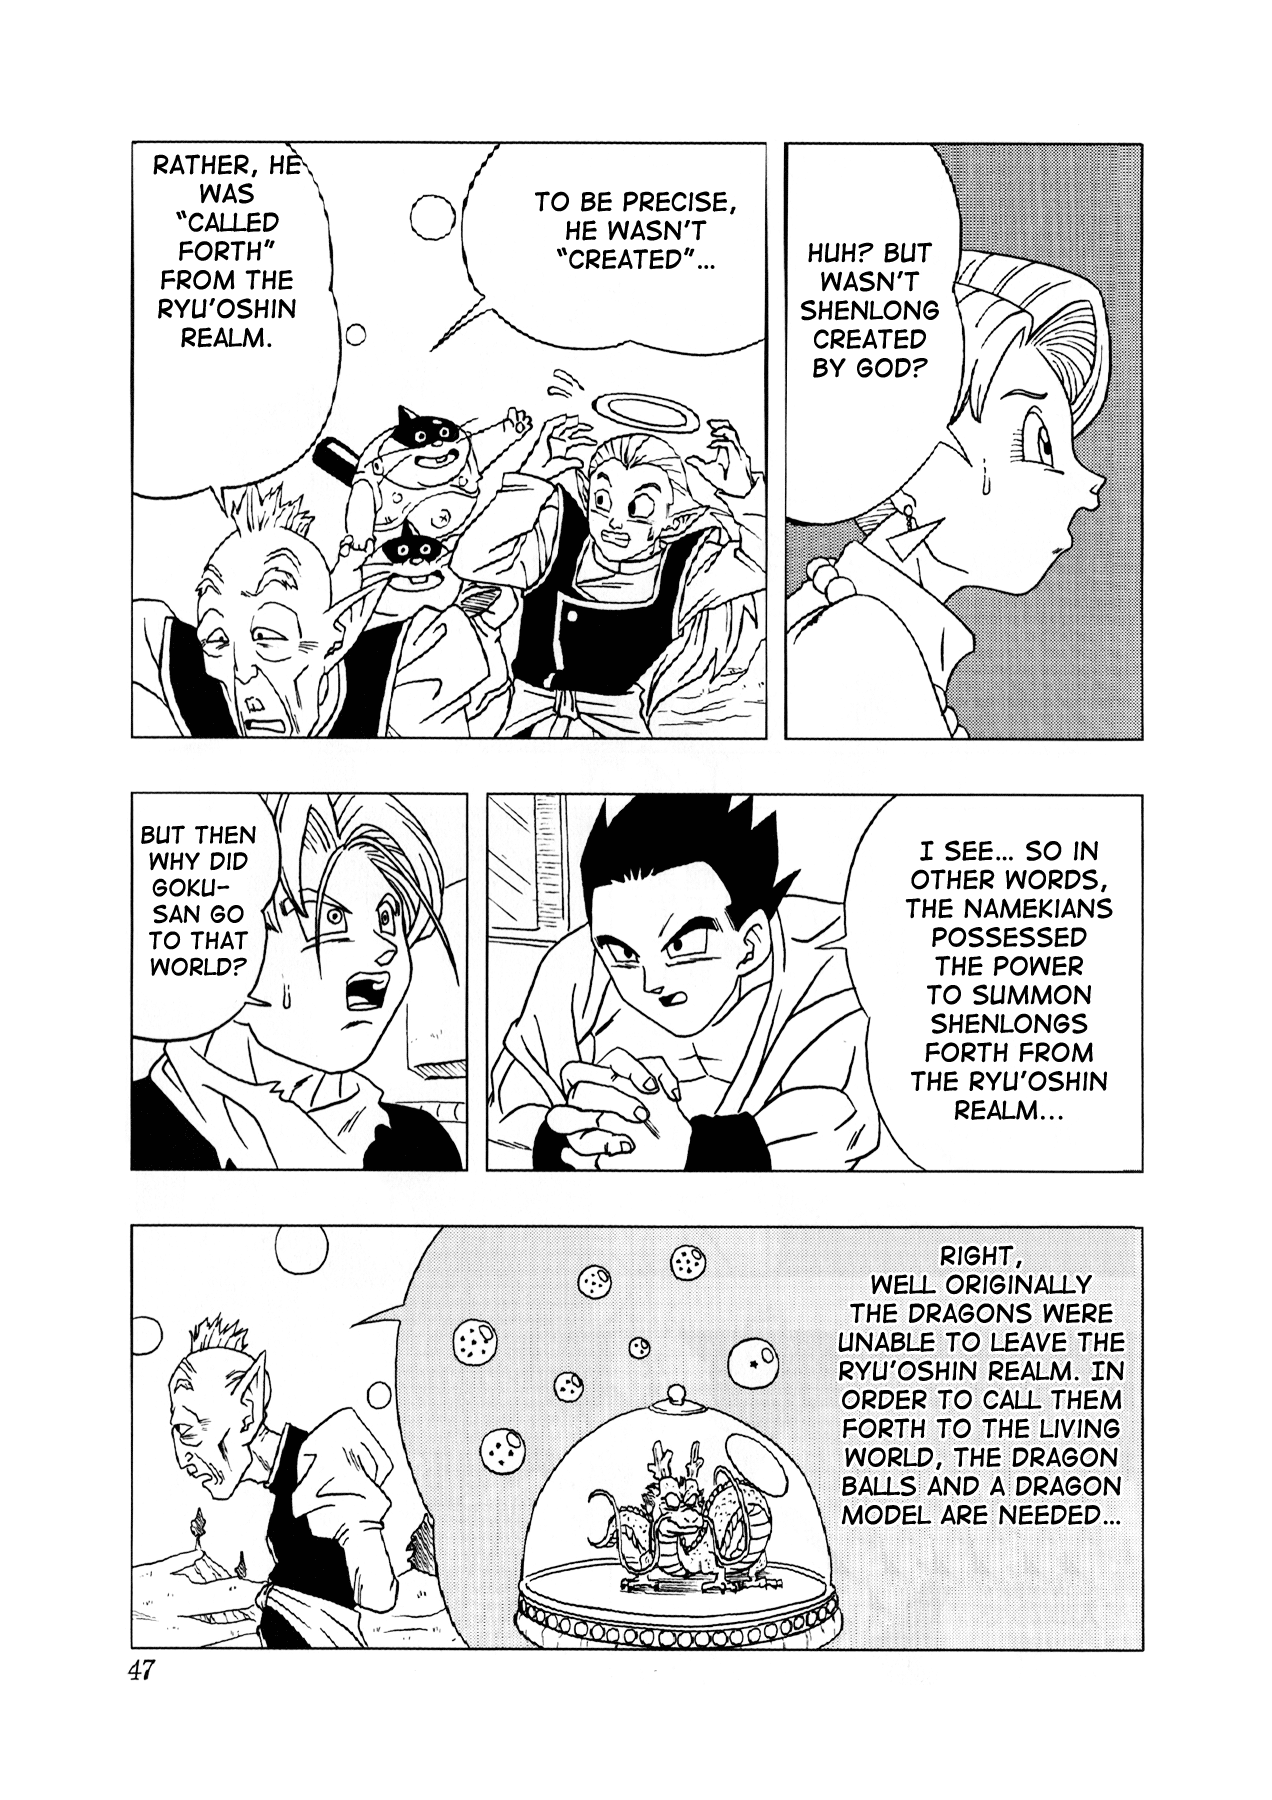 HUH? BUT
WASN'T
SHENLONG
CREATED
BY GOD?
TO BE PRECISE,
HE WASN'T
"CREATED"...
RATHER, HE
WAS
"CALLED
FORTH"
FROM THE
RYU'OSHIN
REALM.
I SEE... SO IN
OTHER WORDS,
THE NAMEKIANS
POSSESSED
THE POWER
TO SUMMON
SHENLONGS
FORTH FROM
THE RYU'OSHIN
REALM...
BUT THEN
WHY DID
GOKU-
SAN GO
TO THAT
WORLD?
RIGHT,
WELL ORIGINALLY
THE DRAGONS WERE
UNABLE TO LEAVE THE
RYU'OSHIN REALM. IN
ORDER TO CALL THEM
FORTH TO THE LIVING
WORLD, THE DRAGON
BALLS AND A DRAGON
MODEL ARE NEEDED...
47